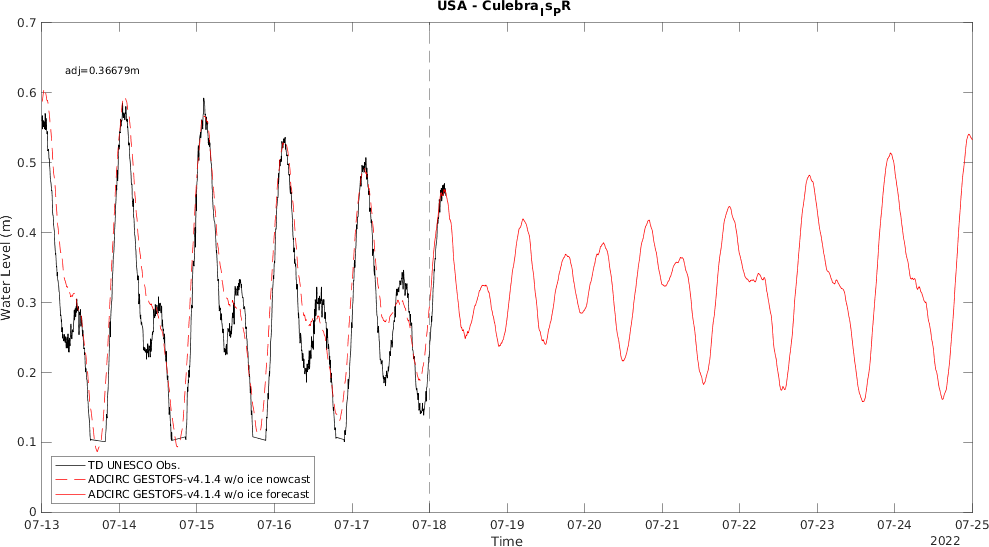 USA - Culebra_Is_PR
0.7
0.6
0.5
0.4
0.3
0.2
0.1
0
Water Level (m)
adj=0.36679m
TD UNESCO Obs.
ADCIRC GESTOFS-v4.1.4 w/o ice nowcast
ADCIRC GESTOFS-v4.1.4 w/o ice forecast
07-13 07-14 07-15 07-16 07-17 07-18 07-19 07-20 07-21 07-22 07-23 07-24 07-25
Time
2022